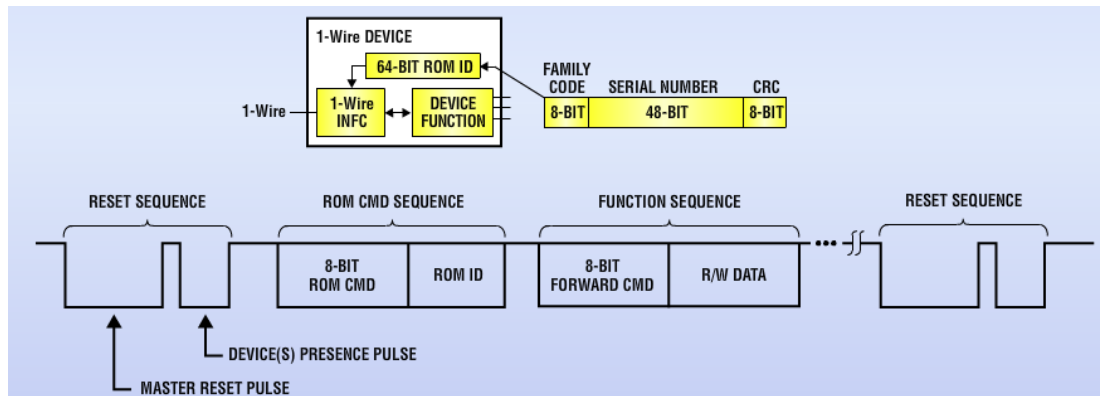 1-Wire DEVICE
64-BIT ROM ID
1-Wire
1-Wire
INFC
DEVICE
FUNCTION
FAMILY
CODE
SERIAL NUMBER
CRC
8-BIT
48-BIT
8-BIT
RESET SEQUENCE
ROM CMD SEQUENCE
FUNCTION SEQUENCE
RESET SEQUENCE
8-BIT
ROM CMD
ROM ID
8-BIT
FORWARD CMD
R/W DATA
DEVICE(S) PRESENCE PULSE
MASTER RESET PULSE